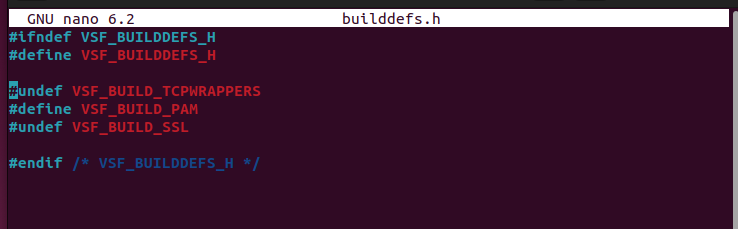 GNU nano 6.2 builddefs.h
#ifndef VSF_BUILDDEFS_H
#define VSF_BUILDDEFS_H
#undef VSF_BUILD_TCPWRAPPERS
#define VSF_BUILD_PAM
#undef VSF_BUILD_SSL
#endif /* VSF_BUILDDEFS_H */